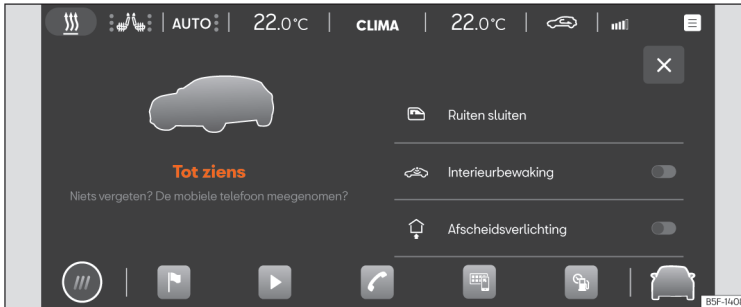 AUTO 22.0°C CLIMA 22.0°C
Ruiten sluiten
Tot ziens
Interieurbewaking
Niets vergeten? De mobiele telefoon meegenomen?
Afscheidsverlichting
B5F-140